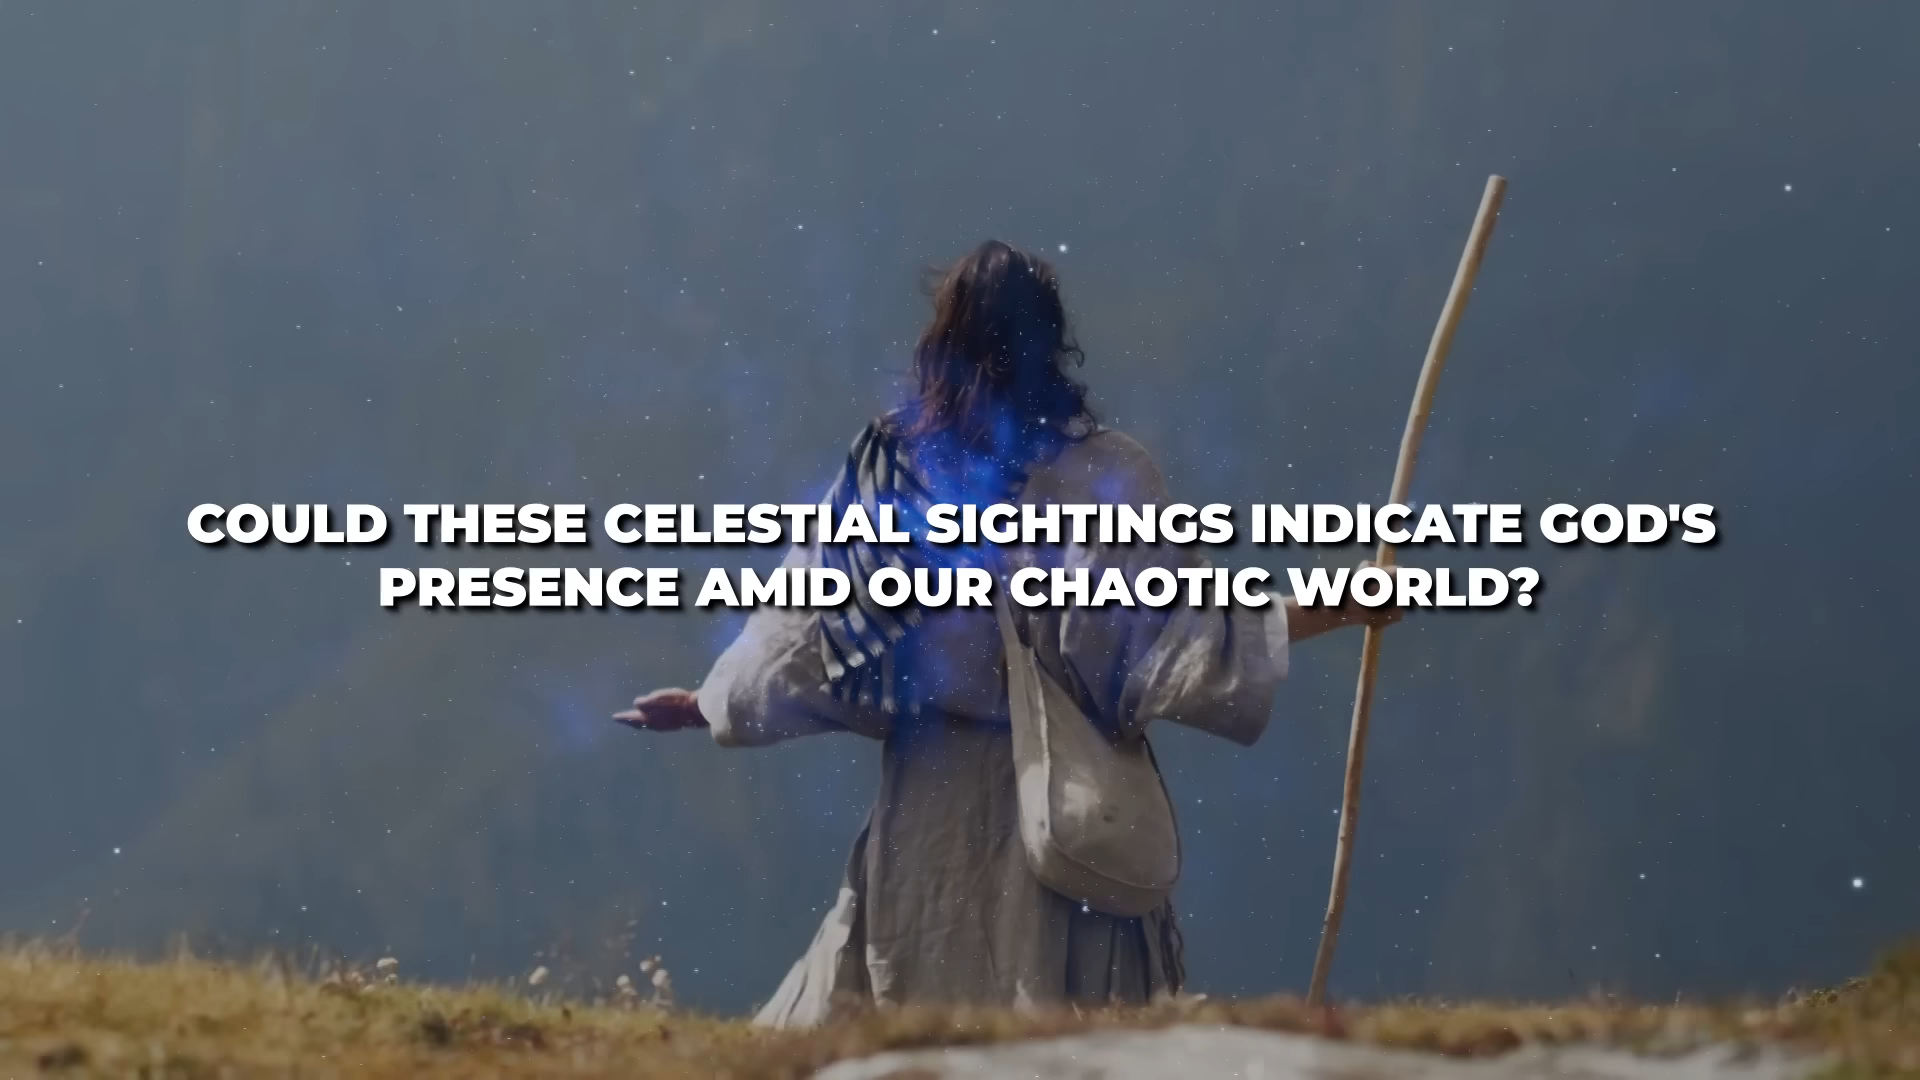 COULD THESE CELESTIAL SIGHTINGS INDICATE GOD'S
PRESENCE AMID OUR CHAOTIC WORLD?